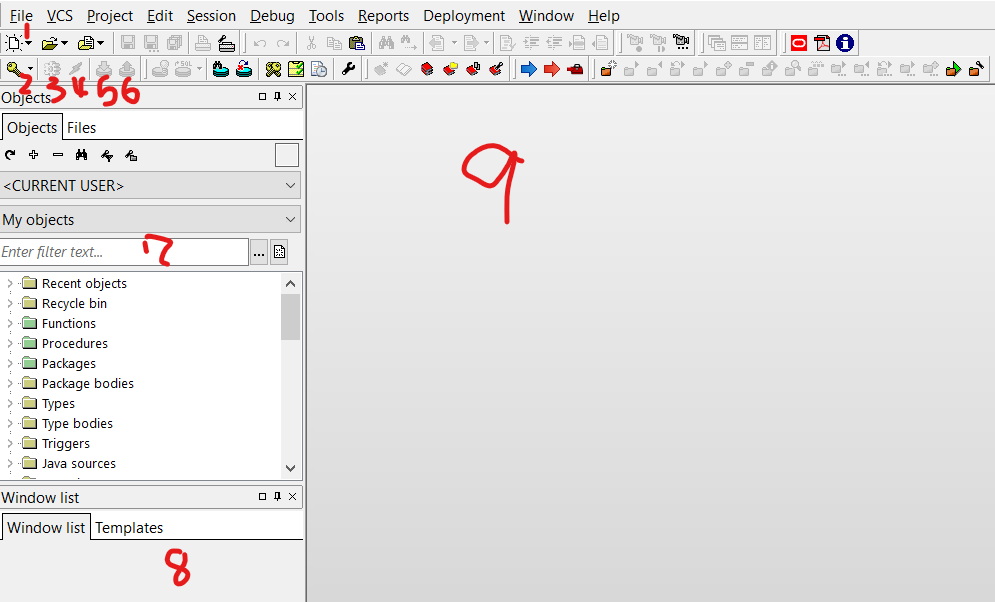 File VCS Project Edit Session Debug Tools Reports Deployment Window Help
1
SQL
2 3 4 5 6
Objects
Objects Files
<CURRENT USER>
My objects
Enter filter text... ...
7
9
Recent objects
Recycle bin
Functions
Procedures
Packages
Package bodies
Types
Type bodies
Triggers
Java sources
Window list
Window list Templates
8